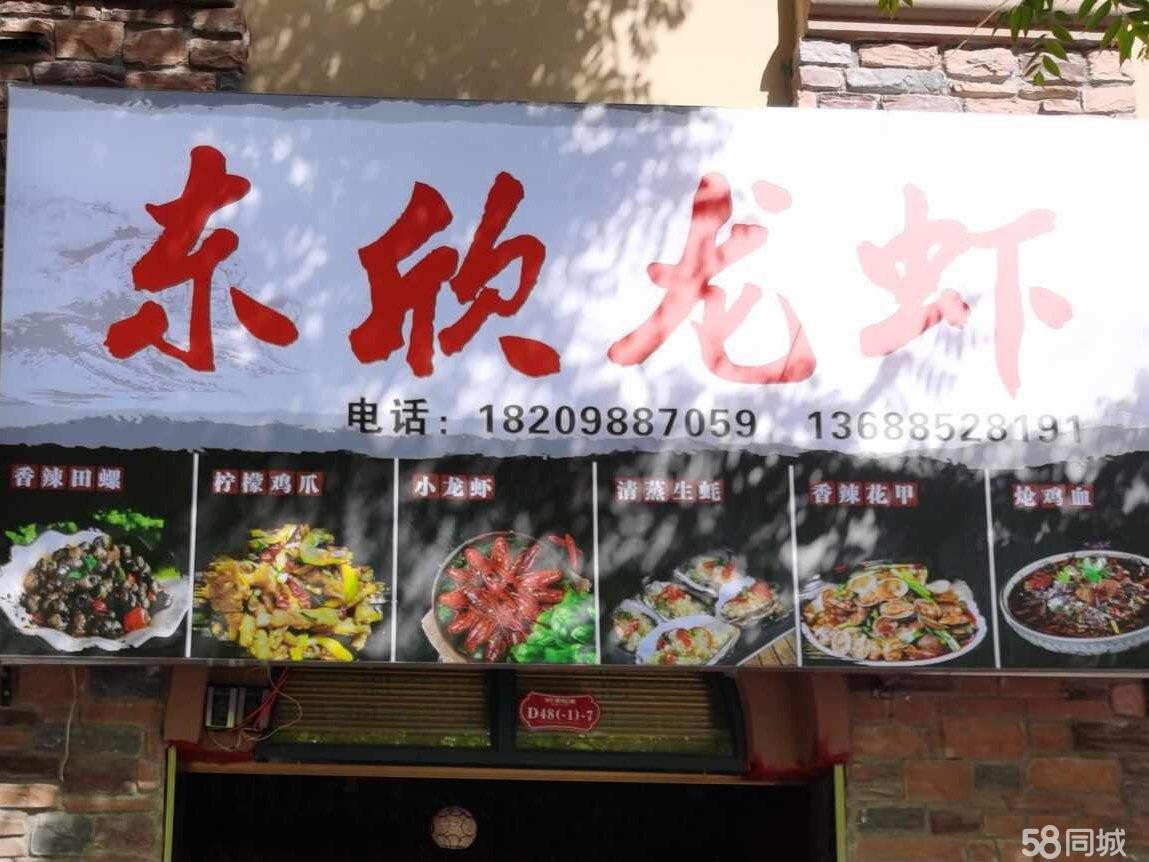 东欣龙虾
电话：18209887059 13688528191
香辣田螺 柠檬鸡爪 小龙虾 清蒸生蚝 香辣花甲 炝鸡血
D48(-1)-7
58同城